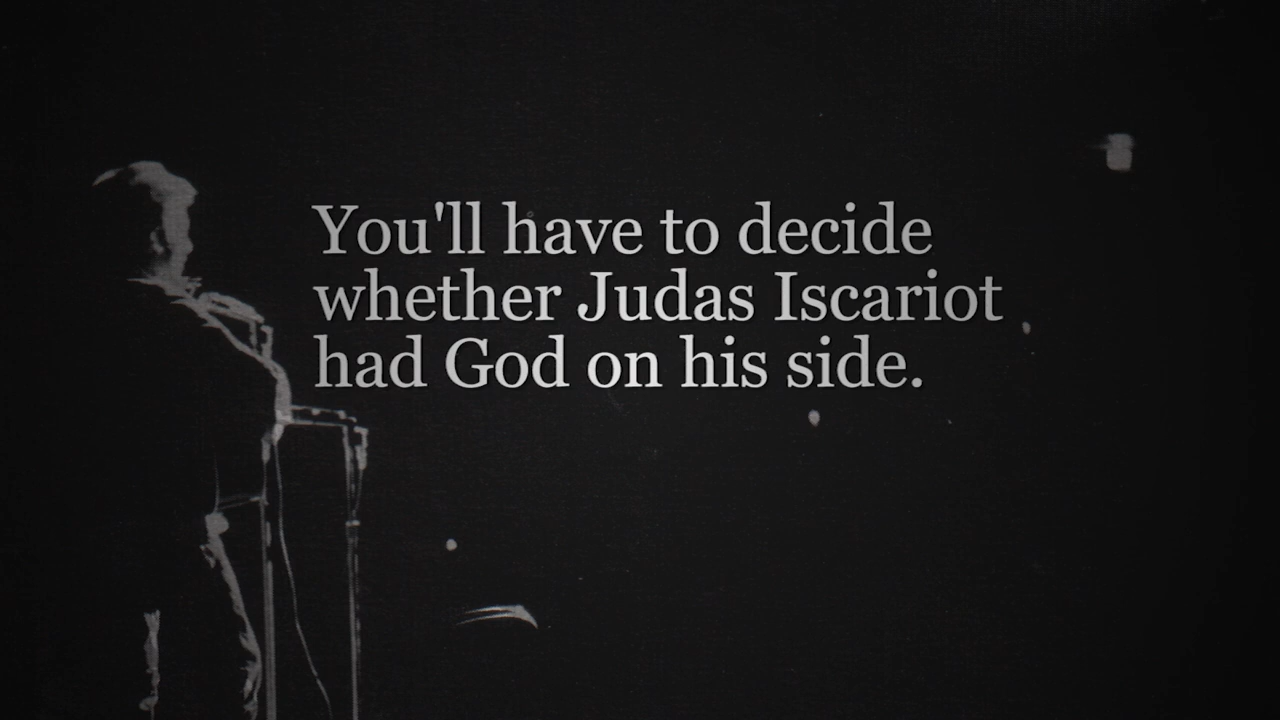 You'll have to decide
whether Judas Iscariot
had God on his side.